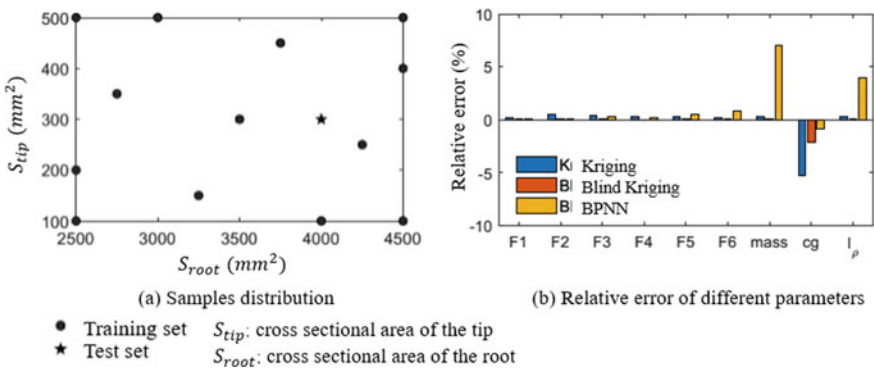 500
400
300
200
100
S_tip (mm²)
2500 3000 3500 4000 4500
S_root (mm²)
(a) Samples distribution
10
5
0
-5
-10
Relative error (%)
K Kriging
B Blind Kriging
B BPNN
F1 F2 F3 F4 F5 F6 mass cg I_ρ
(b) Relative error of different parameters
Training set S_tip: cross sectional area of the tip
Test set S_root: cross sectional area of the root